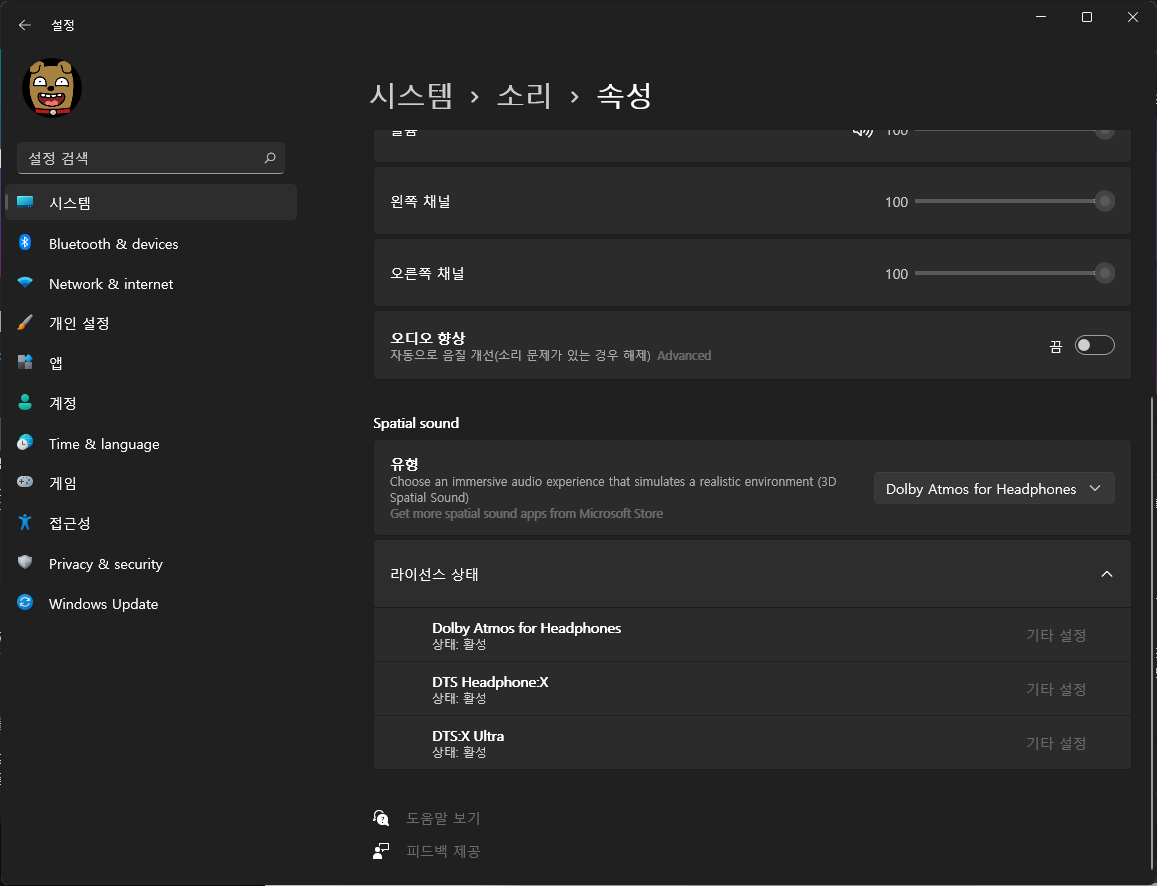 설정
시스템 › 소리 › 속성
설정 검색
시스템
Bluetooth & devices
Network & internet
개인 설정
앱
계정
Time & language
게임
접근성
Privacy & security
Windows Update
100
왼쪽 채널
100
오른쪽 채널
100
오디오 향상
자동으로 음질 개선(소리 문제가 있는 경우 해제) Advanced
끔
Spatial sound
유형
Choose an immersive audio experience that simulates a realistic environment (3D
Spatial Sound)
Get more spatial sound apps from Microsoft Store
Dolby Atmos for Headphones
라이선스 상태
Dolby Atmos for Headphones
상태: 활성
기타 설정
DTS Headphone:X
상태: 활성
기타 설정
DTS:X Ultra
상태: 활성
기타 설정
도움말 보기
피드백 제공